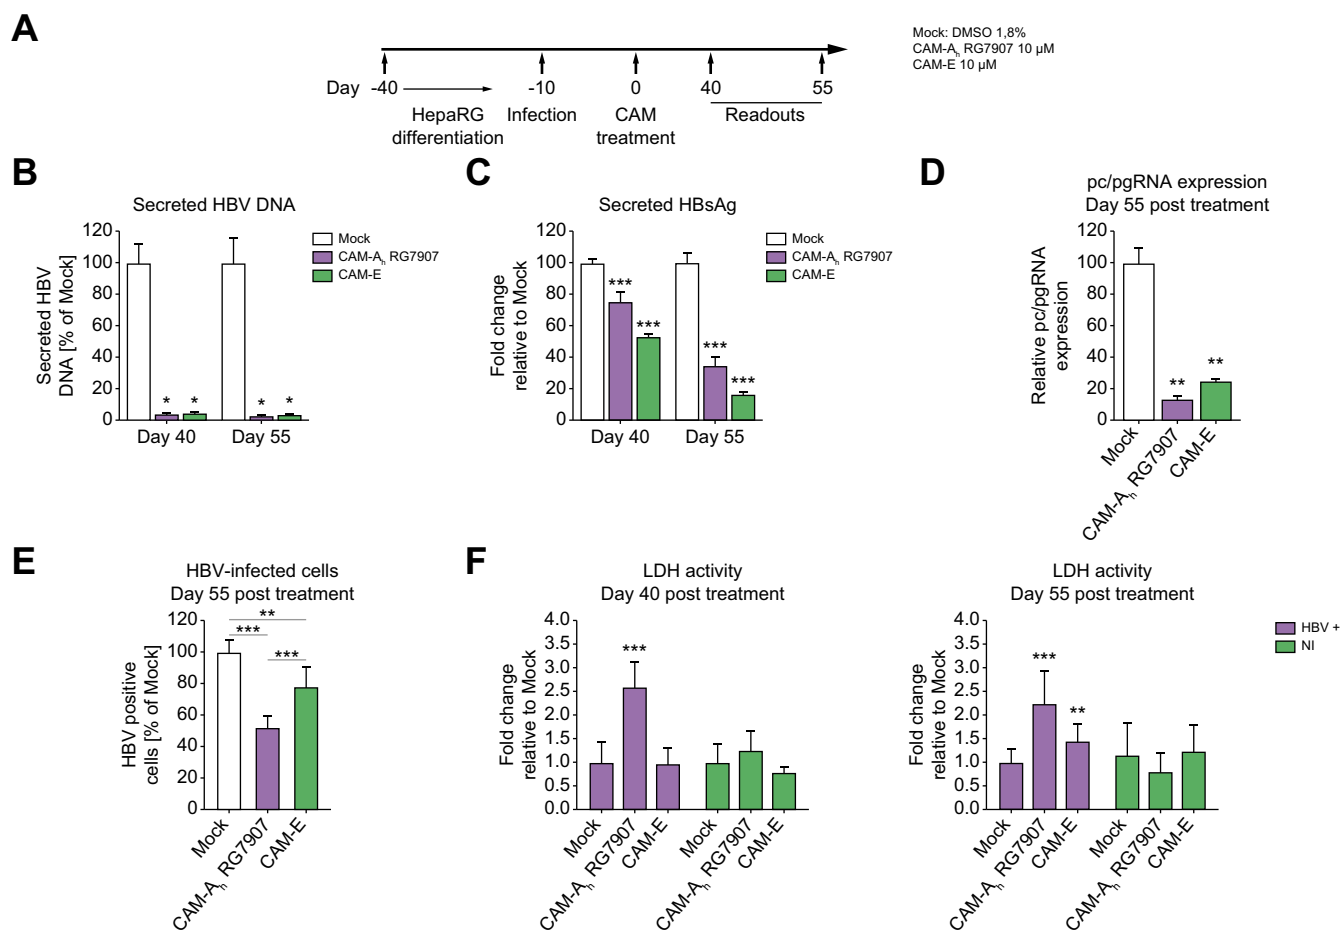 A
Mock: DMSO 1,8%
CAM-Ah RG7907 10 µM
CAM-E 10 µM
Day -40 -10 0 40 55
HepaRG differentiation
Infection
CAM treatment
Readouts
B
Secreted HBV DNA
Secreted HBV
DNA [% of Mock]
120
100
80
60
40
20
0
* * * *
Day 40 Day 55
Mock
CAM-Ah RG7907
CAM-E
C
Secreted HBsAg
Fold change
relative to Mock
120
100
80
60
40
20
0
*** *** *** ***
Day 40 Day 55
Mock
CAM-Ah RG7907
CAM-E
D
pc/pgRNA expression
Day 55 post treatment
Relative pc/pgRNA
expression
120
100
80
60
40
20
0
** **
Mock
CAM-Ah RG7907
CAM-E
E
HBV-infected cells
Day 55 post treatment
HBV positive
cells [% of Mock]
120
100
80
60
40
20
0
**
***
***
Mock
CAM-Ah RG7907
CAM-E
F
LDH activity
Day 40 post treatment
Fold change
relative to Mock
4.0
3.5
3.0
2.5
2.0
1.5
1.0
0.5
0.0
***
Mock
CAM-Ah RG7907
CAM-E
Mock
CAM-Ah RG7907
CAM-E
LDH activity
Day 55 post treatment
Fold change
relative to Mock
4.0
3.5
3.0
2.5
2.0
1.5
1.0
0.5
0.0
*** **
Mock
CAM-Ah RG7907
CAM-E
Mock
CAM-Ah RG7907
CAM-E
HBV +
NI